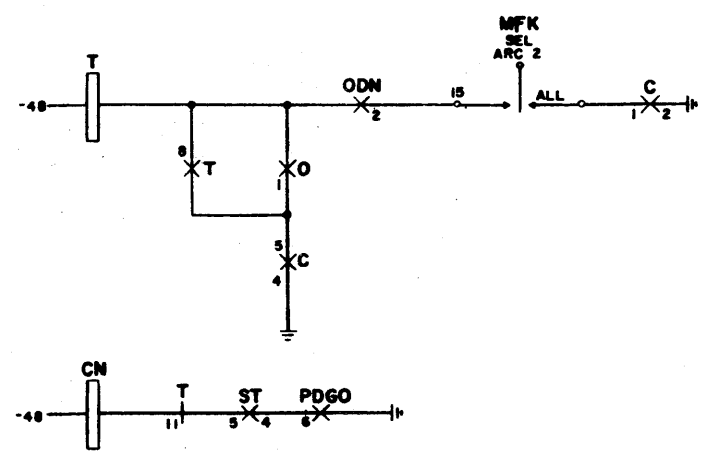 MFK
SEL
ARC 2
T
-48
ODN
2
15
ALL
C
1 2
8 T
1 O
5 C
4
CN
-48
T
11
ST
5 4
PDGO
6